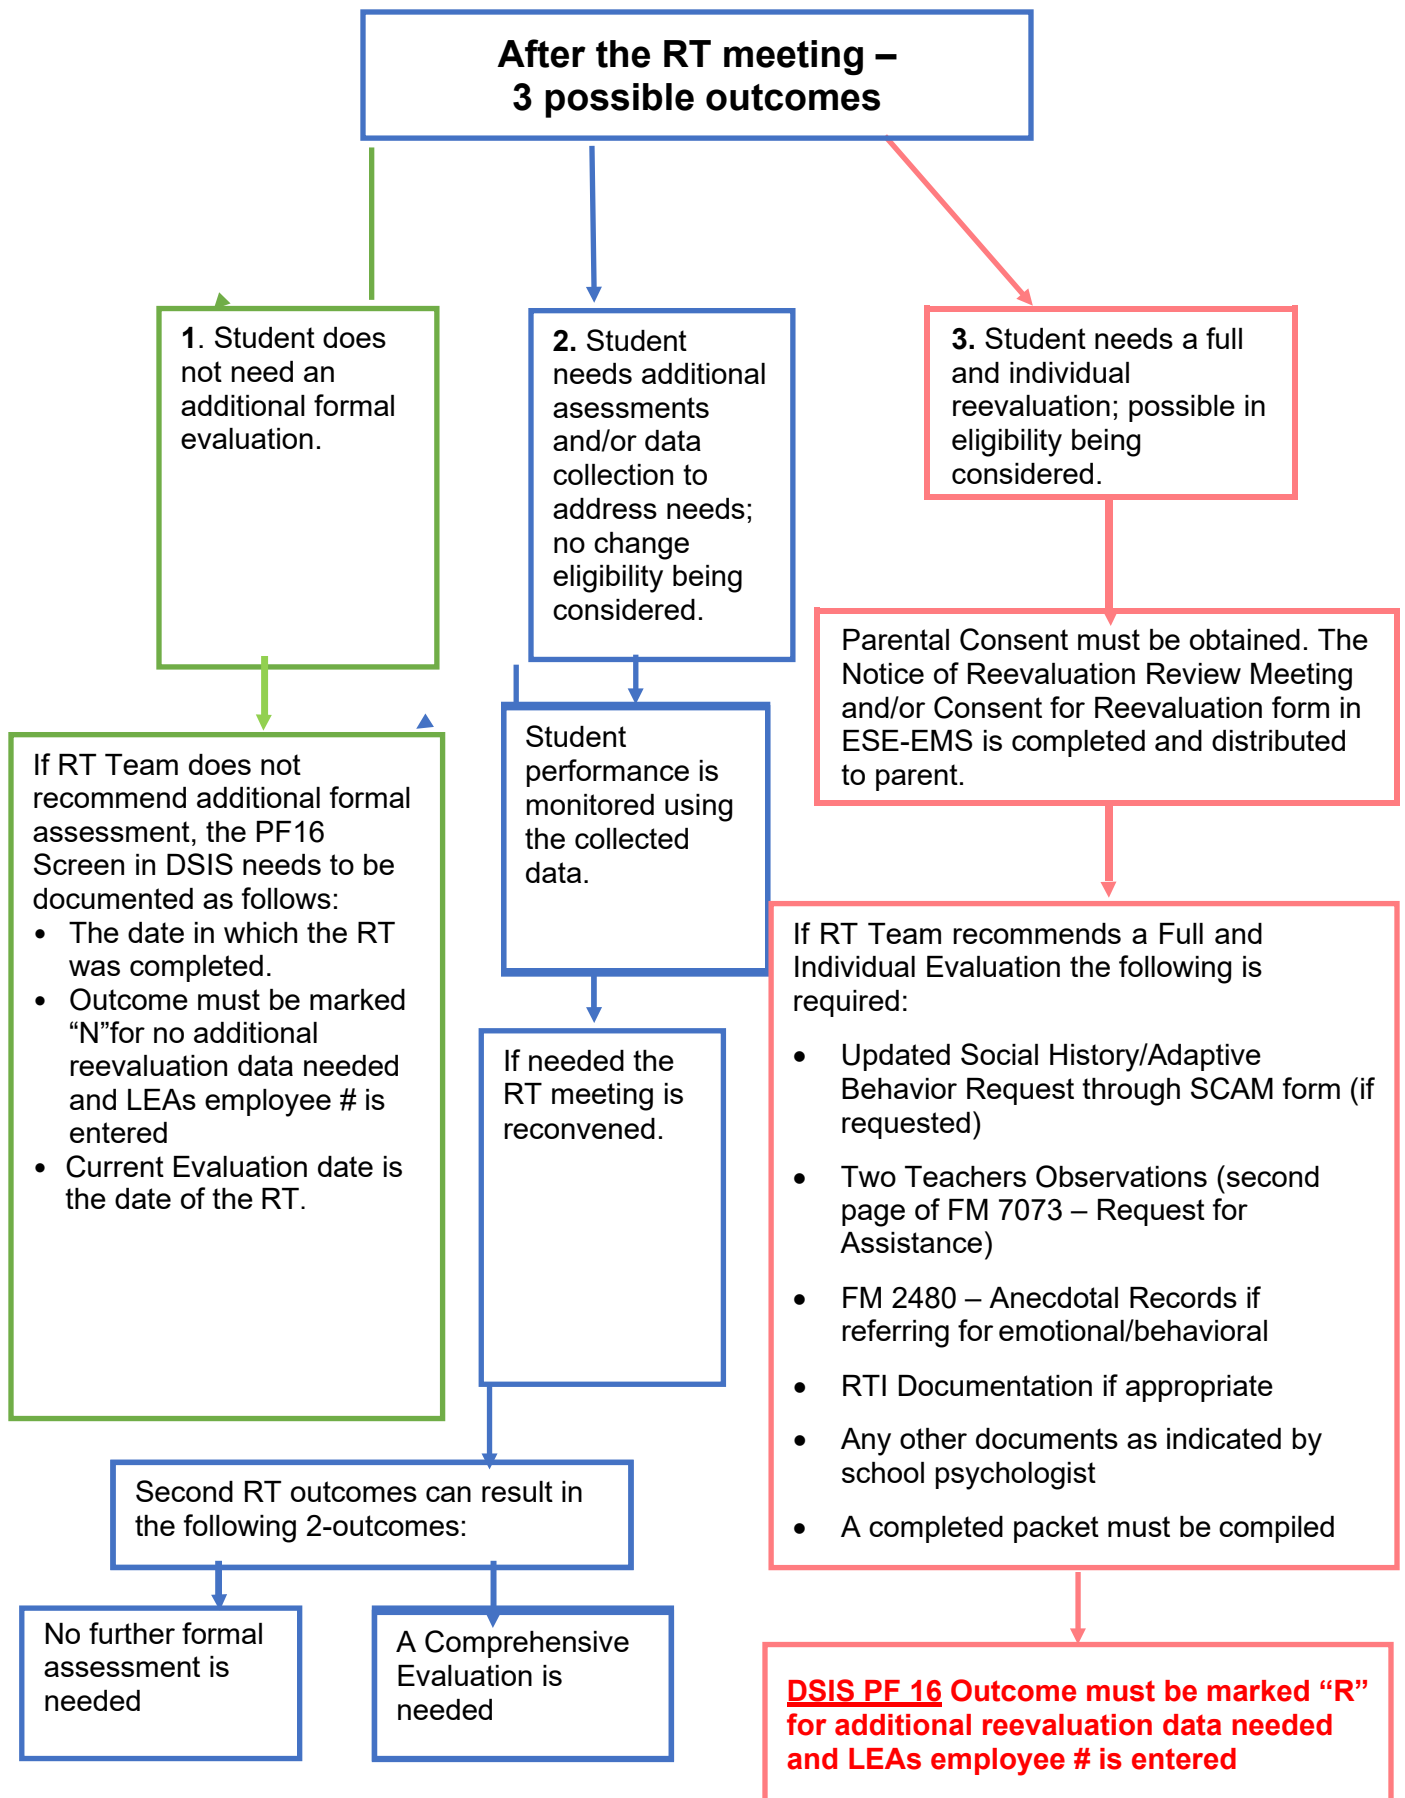 After the RT meeting –
3 possible outcomes
1. Student does
not need an
additional formal
evaluation.
2. Student
needs additional
asessments
and/or data
collection to
address needs;
no change
eligibility being
considered.
3. Student needs a full
and individual
reevaluation; possible in
eligibility being
considered.
If RT Team does not
recommend additional formal
assessment, the PF16
Screen in DSIS needs to be
documented as follows:
• The date in which the RT
was completed.
• Outcome must be marked
“N”for no additional
reevaluation data needed
and LEAs employee # is
entered
• Current Evaluation date is
the date of the RT.
Student
performance is
monitored using
the collected
data.
If needed the
RT meeting is
reconvened.
Second RT outcomes can result in
the following 2-outcomes:
No further formal
assessment is
needed
A Comprehensive
Evaluation is
needed
Parental Consent must be obtained. The
Notice of Reevaluation Review Meeting
and/or Consent for Reevaluation form in
ESE-EMS is completed and distributed
to parent.
If RT Team recommends a Full and
Individual Evaluation the following is
required:
• Updated Social History/Adaptive
Behavior Request through SCAM form (if
requested)
• Two Teachers Observations (second
page of FM 7073 – Request for
Assistance)
• FM 2480 – Anecdotal Records if
referring for emotional/behavioral
• RTI Documentation if appropriate
• Any other documents as indicated by
school psychologist
• A completed packet must be compiled
DSIS PF 16 Outcome must be marked “R”
for additional reevaluation data needed
and LEAs employee # is entered